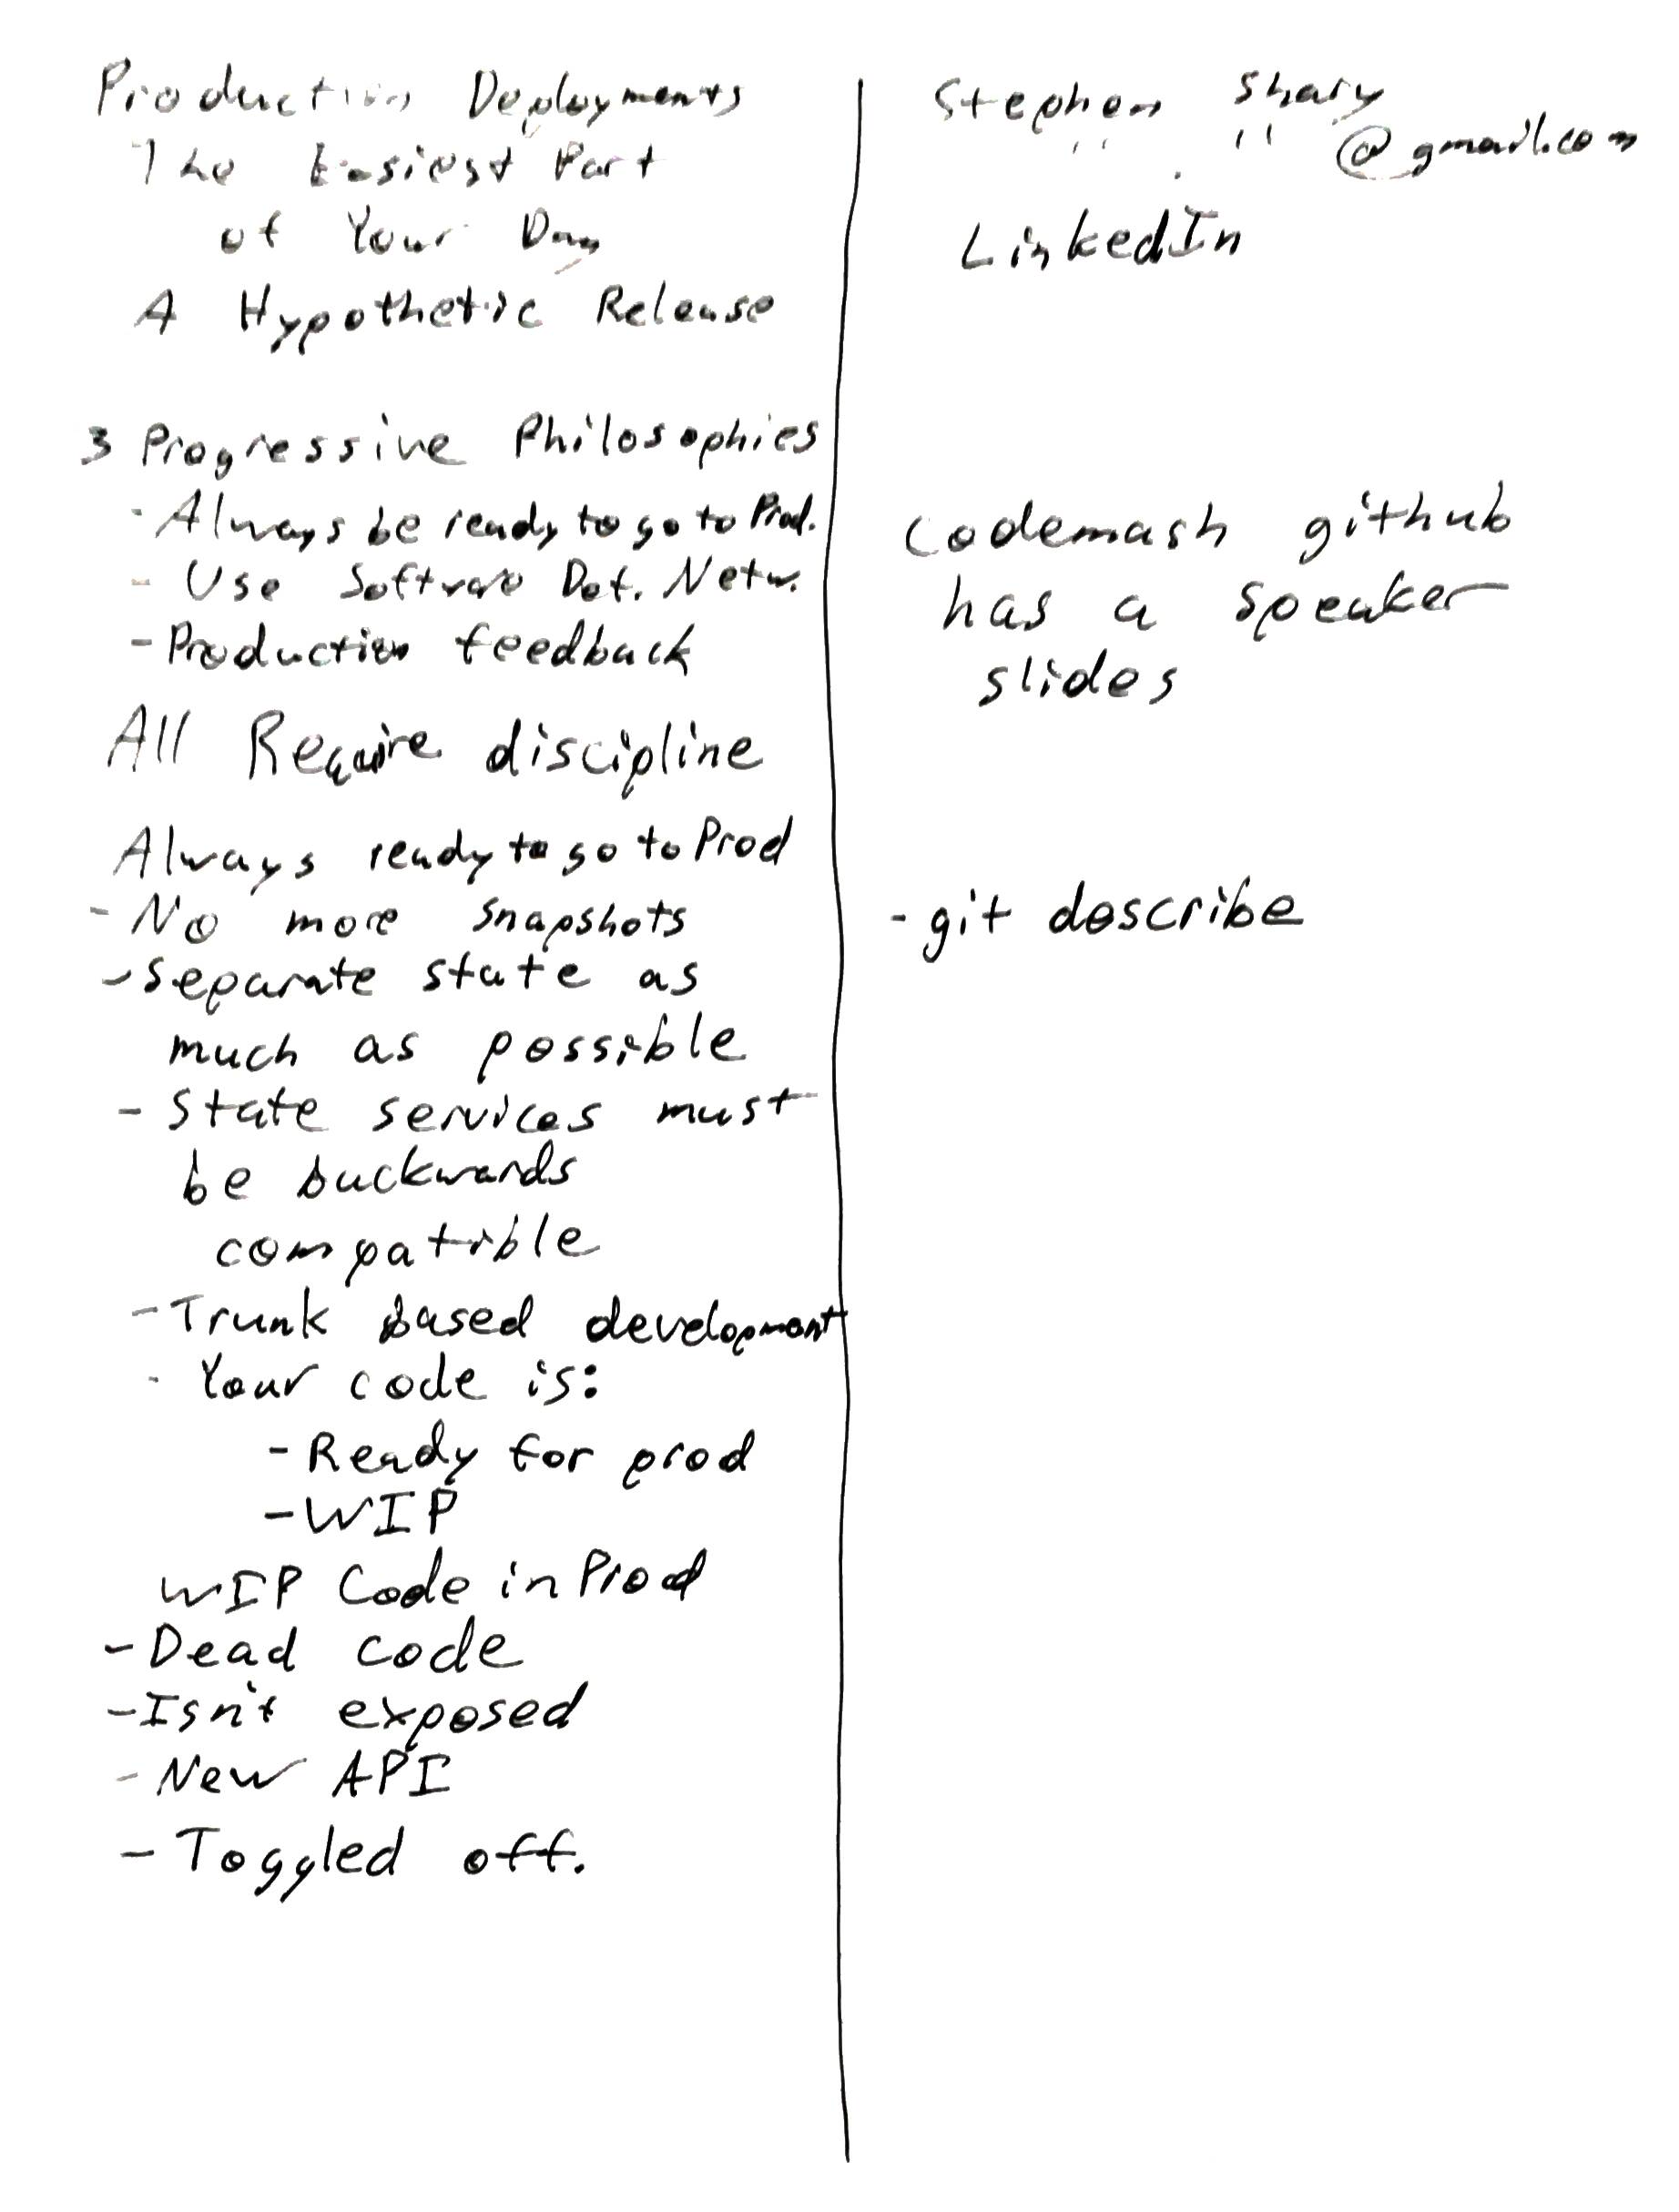 Production Deployments
The Easiest Part
of Your Day
A Hypothetic Release
3 Progressive Philosophies
- Always be ready to go to Prod.
- Use Software Def. Netw.
- Production feedback
All Require discipline
Always ready to go to Prod
- No more snapshots
- Separate state as
much as possible
- State services must
be backwards
compatible
- Trunk based development
- Your code is:
- Ready for prod
- WIP
WIP Code in Prod
- Dead code
- Isn't exposed
- New API
- Toggled off.
Stephen Shary
" . " @gmail.com
LinkedIn
codemash github
has a speaker
slides
- git describe